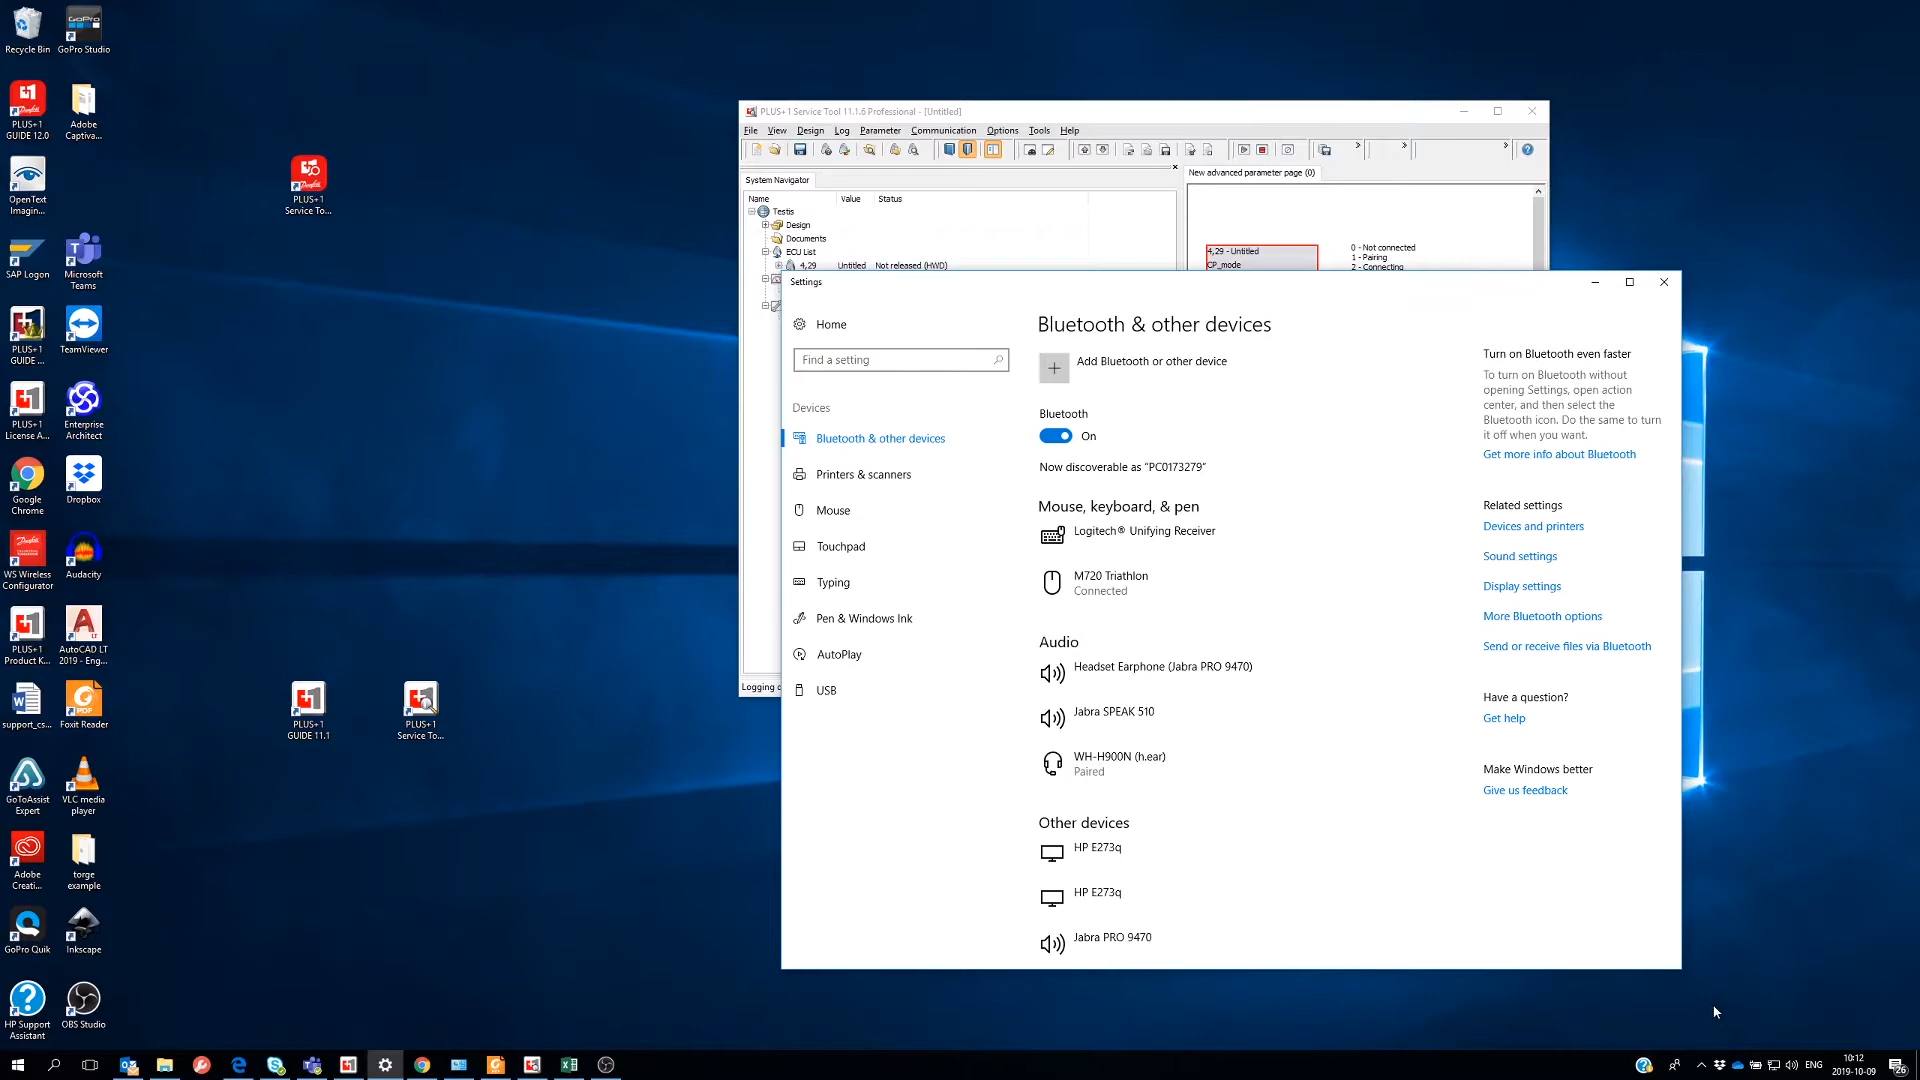 Recycle Bin
GoPro Studio
PLUS+1
GUIDE 12.0
Adobe
Captiva...
OpenText
Imagin...
PLUS+1
Service To...
SAP Logon
Microsoft
Teams
PLUS+1
GUIDE ...
TeamViewer
PLUS+1
License A...
Enterprise
Architect
Google
Chrome
Dropbox
WS Wireless
Configurator
Audacity
PLUS+1
Product K...
AutoCAD LT
2019 - Eng...
support_cs...
Foxit Reader
PLUS+1
GUIDE 11.1
PLUS+1
Service To...
GoToAssist
Expert
VLC media
player
Adobe
Creati...
torge
example
GoPro Quik
Inkscape
HP Support
Assistant
OBS Studio
PLUS+1 Service Tool 11.1.6 Professional - [Untitled]
File View Design Log Parameter Communication Options Tools Help
System Navigator
New advanced parameter page (0)
Name Value Status
Testis
Design
Documents
ECU List
4,29 Untitled Not released (HWD)
4,29 - Untitled
CP_mode
0 - Not connected
1 - Pairing
2 - Connecting
Logging
Settings
Home
Find a setting
Devices
Bluetooth & other devices
Printers & scanners
Mouse
Touchpad
Typing
Pen & Windows Ink
AutoPlay
USB
Bluetooth & other devices
Add Bluetooth or other device
Bluetooth
On
Now discoverable as "PC0173279"
Mouse, keyboard, & pen
Logitech® Unifying Receiver
M720 Triathlon
Connected
Audio
Headset Earphone (Jabra PRO 9470)
Jabra SPEAK 510
WH-H900N (h.ear)
Paired
Other devices
HP E273q
HP E273q
Jabra PRO 9470
Turn on Bluetooth even faster
To turn on Bluetooth without
opening Settings, open action
center, and then select the
Bluetooth icon. Do the same to turn
it off when you want.
Get more info about Bluetooth
Related settings
Devices and printers
Sound settings
Display settings
More Bluetooth options
Send or receive files via Bluetooth
Have a question?
Get help
Make Windows better
Give us feedback
ENG
10:12
2019-10-09
26